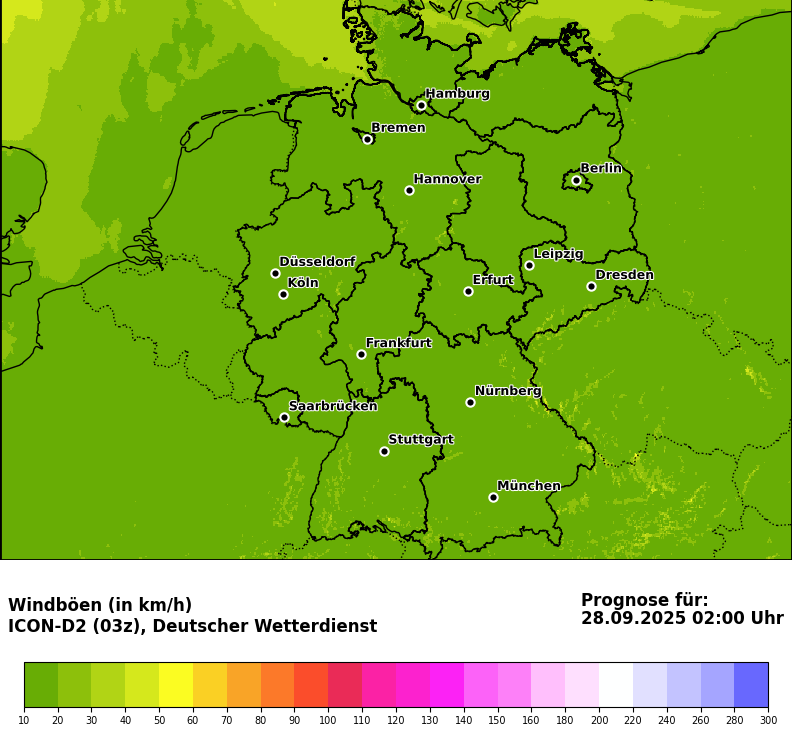 Hamburg
Bremen
Berlin
Hannover
Leipzig
Düsseldorf
Dresden
Köln
Erfurt
Frankfurt
Nürnberg
Saarbrücken
Stuttgart
München
Windböen (in km/h)
ICON-D2 (03z), Deutscher Wetterdienst
Prognose für:
28.09.2025 02:00 Uhr
10 20 30 40 50 60 70 80 90 100 110 120 130 140 150 160 180 200 220 240 260 280 300